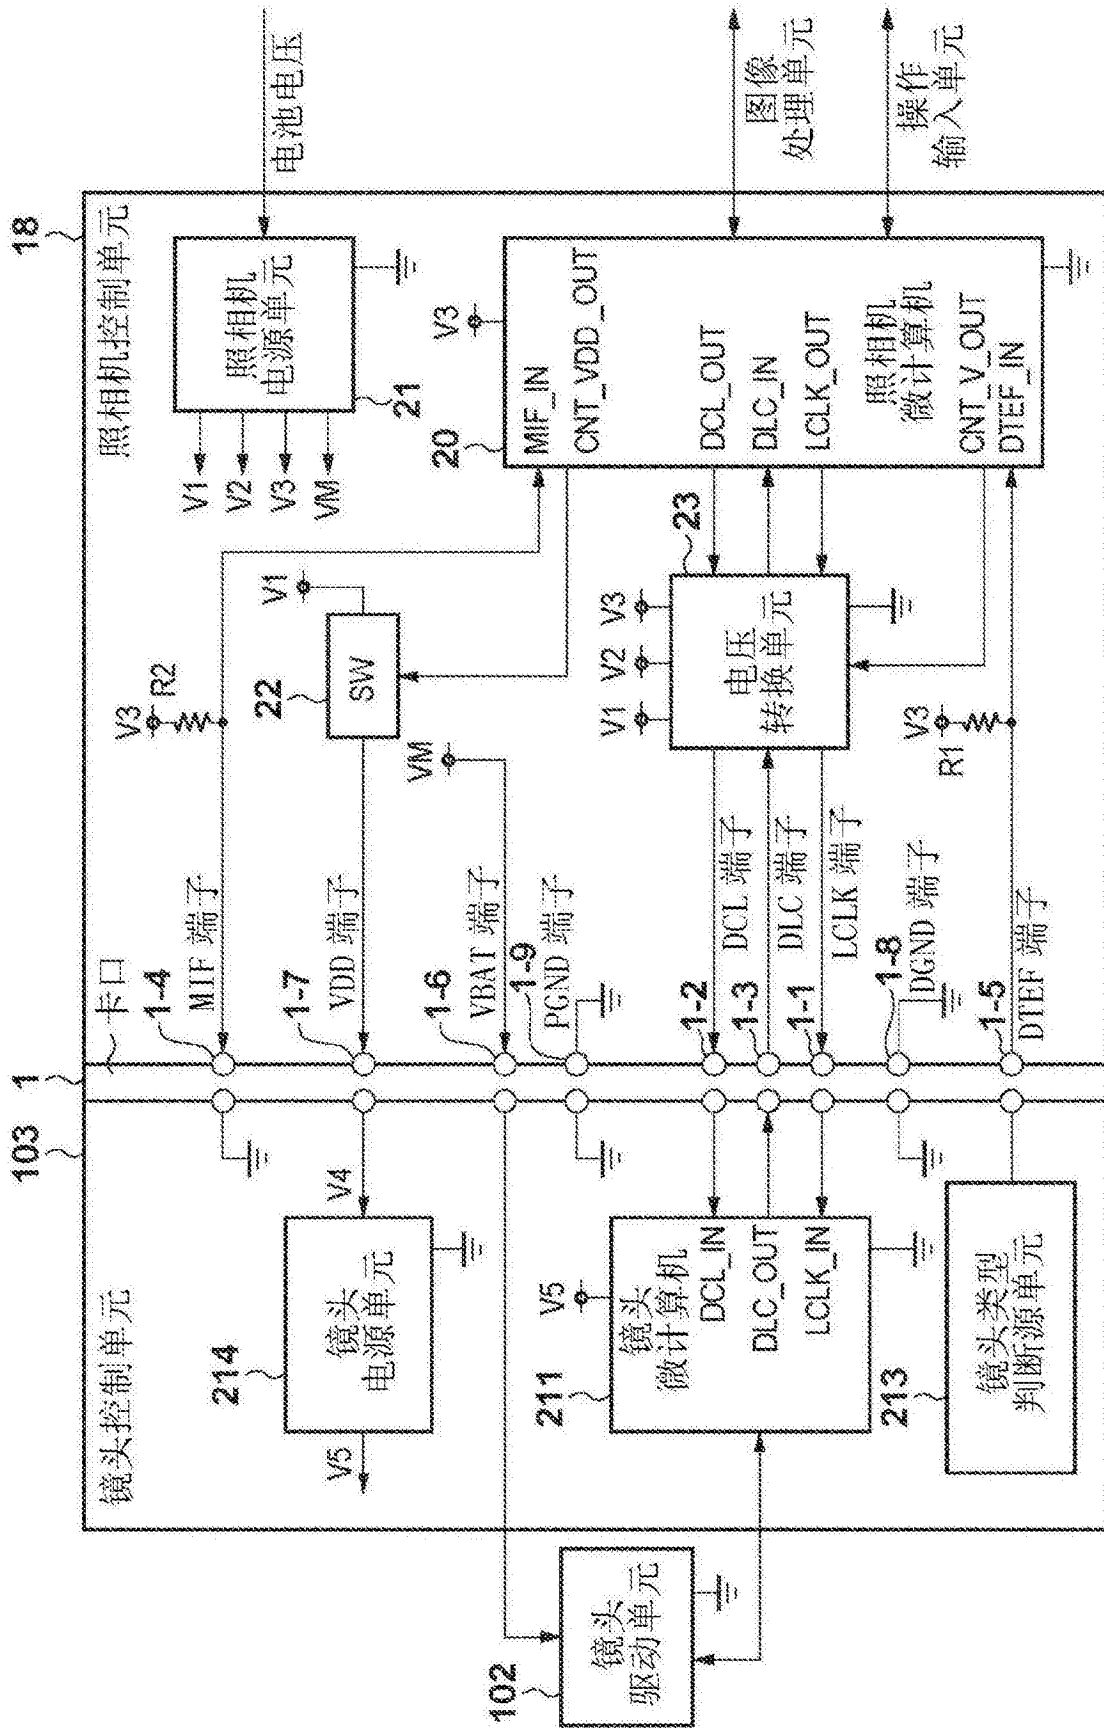 103
镜头控制单元
1
卡口
18
照相机控制单元
214
镜头
电源单元
V5
V4
1-4
MIF 端子
V3
R2
1-7
VDD 端子
22
SW
V1
V1
V2
V3
VM
21
照相机
电源单元
电池电压
1-6
VBAT 端子
VM
1-9
PGND 端子
20
V3
MIF_IN
CNT_VDD_OUT
DCL_OUT
DLC_IN
LCLK_OUT
照相机
微计算机
CNT_V_OUT
DTEF_IN
图像
处理单元
操作
输入单元
102
镜头
驱动单元
211
V5
镜头
微计算机
DCL_IN
DLC_OUT
LCLK_IN
1-2
DCL 端子
1-3
DLC 端子
1-1
LCLK 端子
V1
V2
V3
23
电压
转换单元
1-8
DGND 端子
213
镜头类型
判断源单元
1-5
DTEF 端子
R1
V3